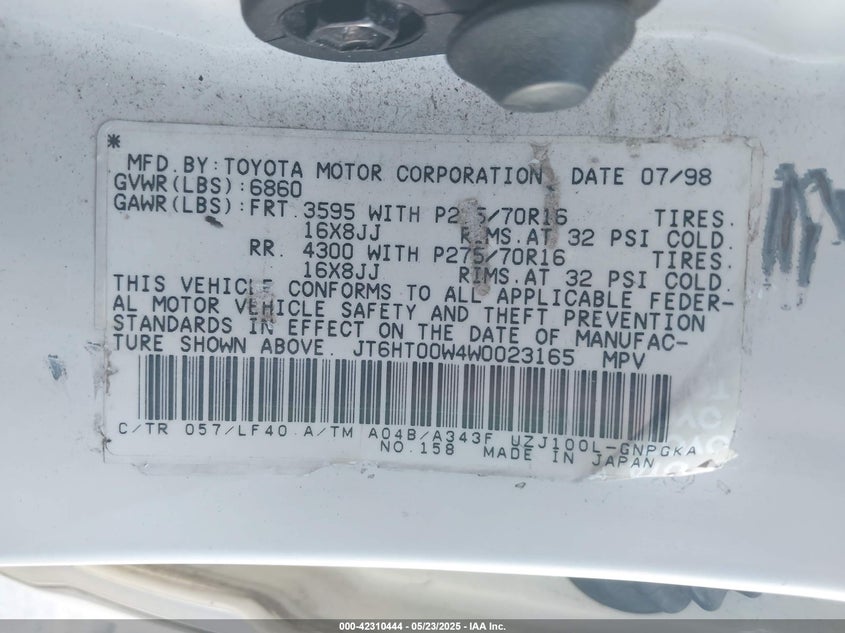 *
MFD.BY:TOYOTA MOTOR CORPORATION DATE 07/98
GVWR(LBS):6860
GAWR(LBS):FRT.3595 WITH P275/70R16 TIRES.
16X8JJ RIMS.AT 32 PSI COLD.
RR. 4300 WITH P275/70R16 TIRES.
16X8JJ RIMS.AT 32 PSI COLD.
THIS VEHICLE CONFORMS TO ALL APPLICABLE FEDER-
AL MOTOR VEHICLE SAFETY AND THEFT PREVENTION
STANDARDS IN EFFECT ON THE DATE OF MANUFAC-
TURE SHOWN ABOVE. JT6HT00W4W0023165 MPV
C/TR 057/LF40 A/TM A04B/A343F UZJ100L-GNPGKA
NO.158 MADE IN JAPAN
000-42310444 - 05/23/2025 - IAA Inc.